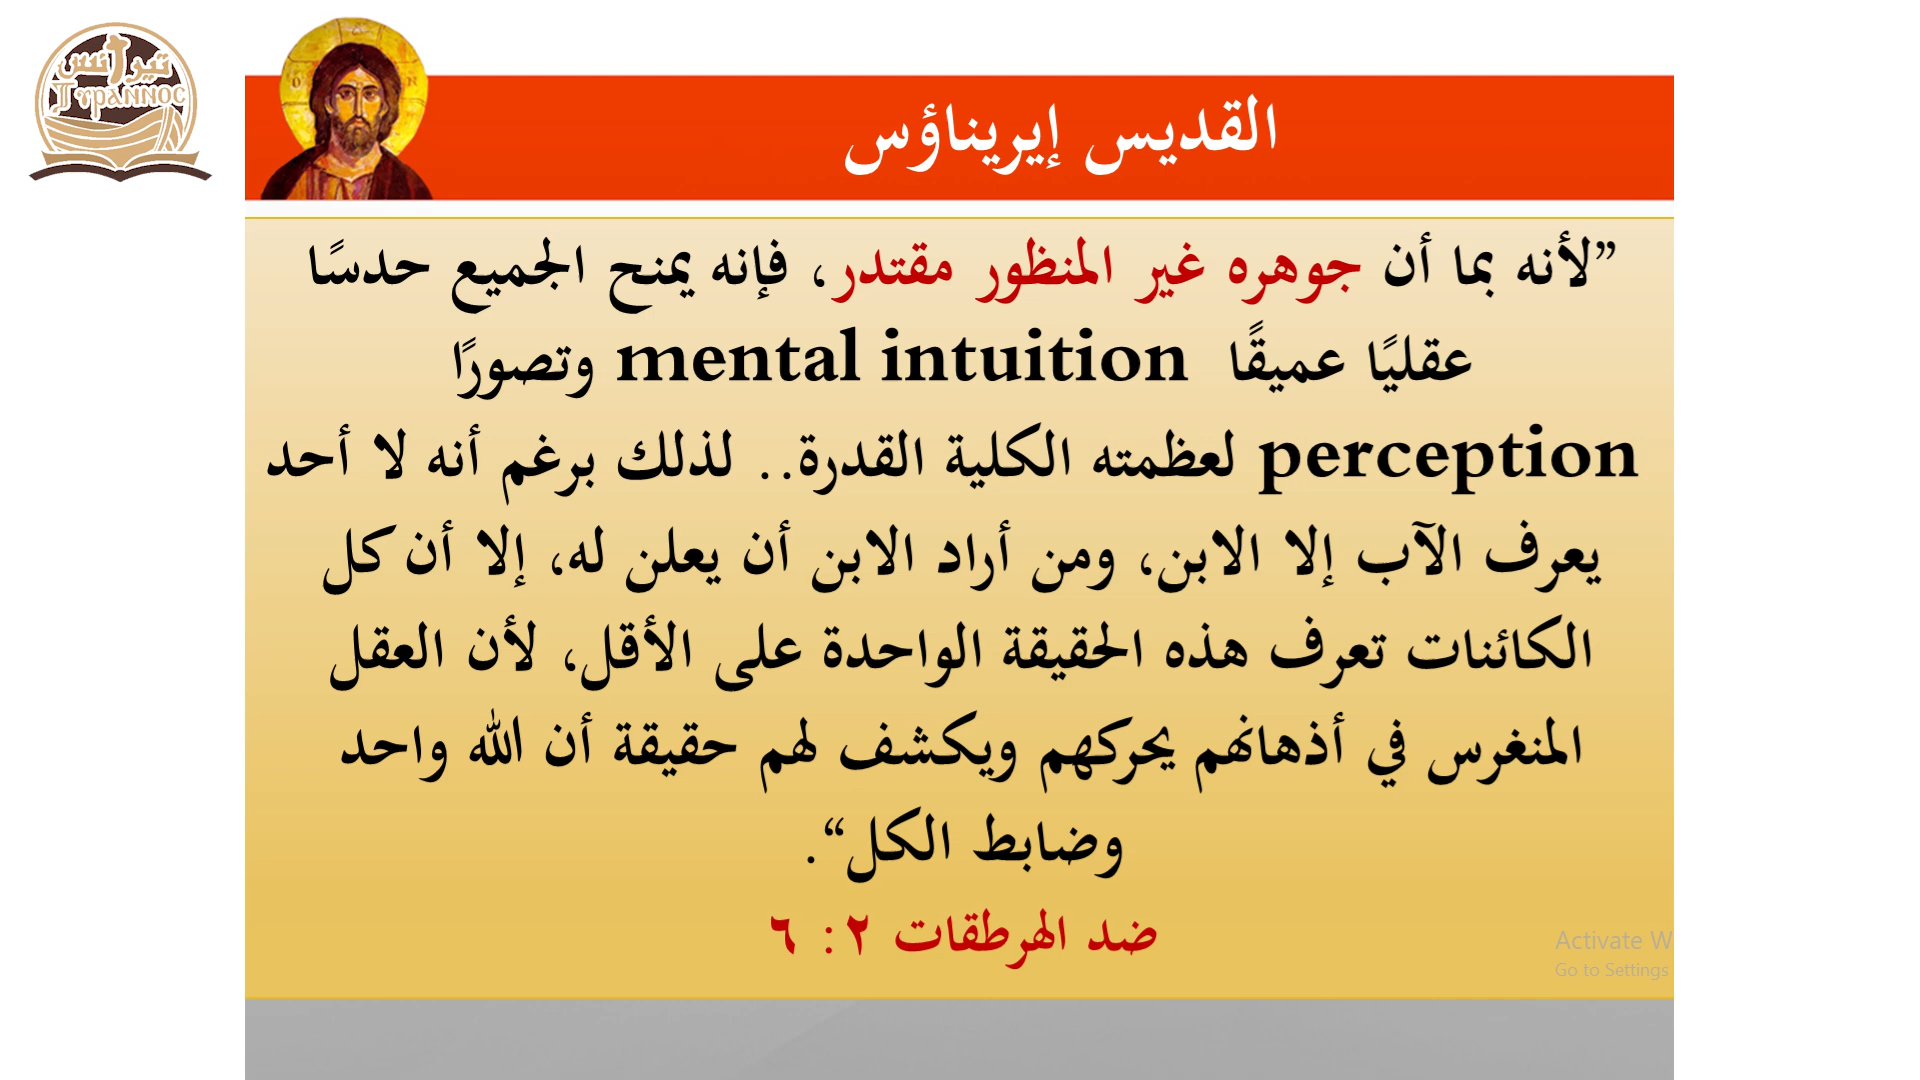 تيرانس
Τυραννος
القديس إيريناؤس
”لأنه بما أن جوهره غير المنظور مقتدر، فإنه يمنح الجميع حدسًا
عقليًا عميقًا mental intuition وتصورًا
perception لعظمته الكلية القدرة.. لذلك برغم أنه لا أحد
يعرف الآب إلا الابن، ومن أراد الابن أن يعلن له، إلا أن كل
الكائنات تعرف هذه الحقيقة الواحدة على الأقل، لأن العقل
المنغرس في أذهانهم يحركهم ويكشف لهم حقيقة أن الله واحد
وضابط الكل“.
ضد الهرطقات ٢: ٦
Activate W
Go to Settings